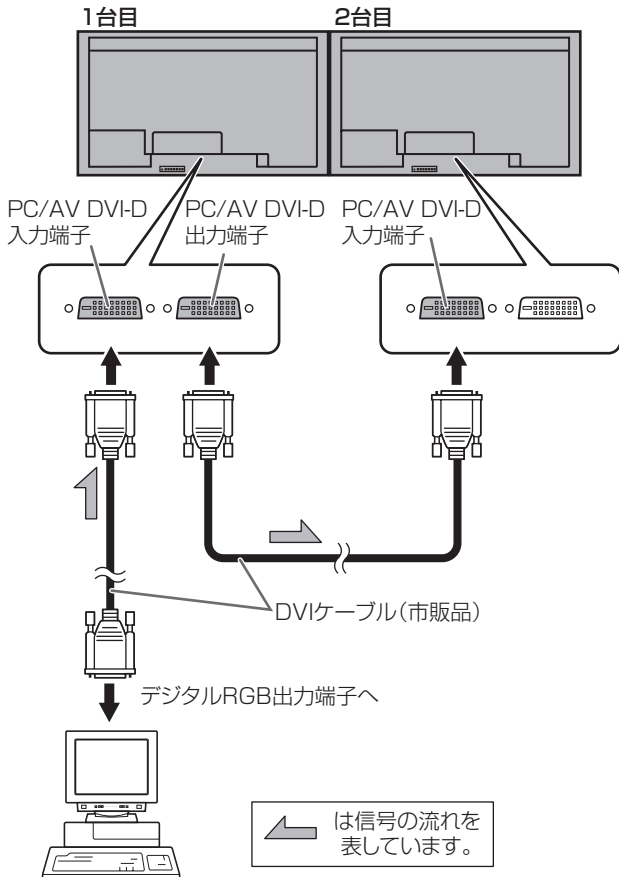 1台目
2台目
PC/AV DVI-D
入力端子
PC/AV DVI-D
出力端子
PC/AV DVI-D
入力端子
DVIケーブル（市販品）
デジタルRGB出力端子へ
は信号の流れを
表しています。